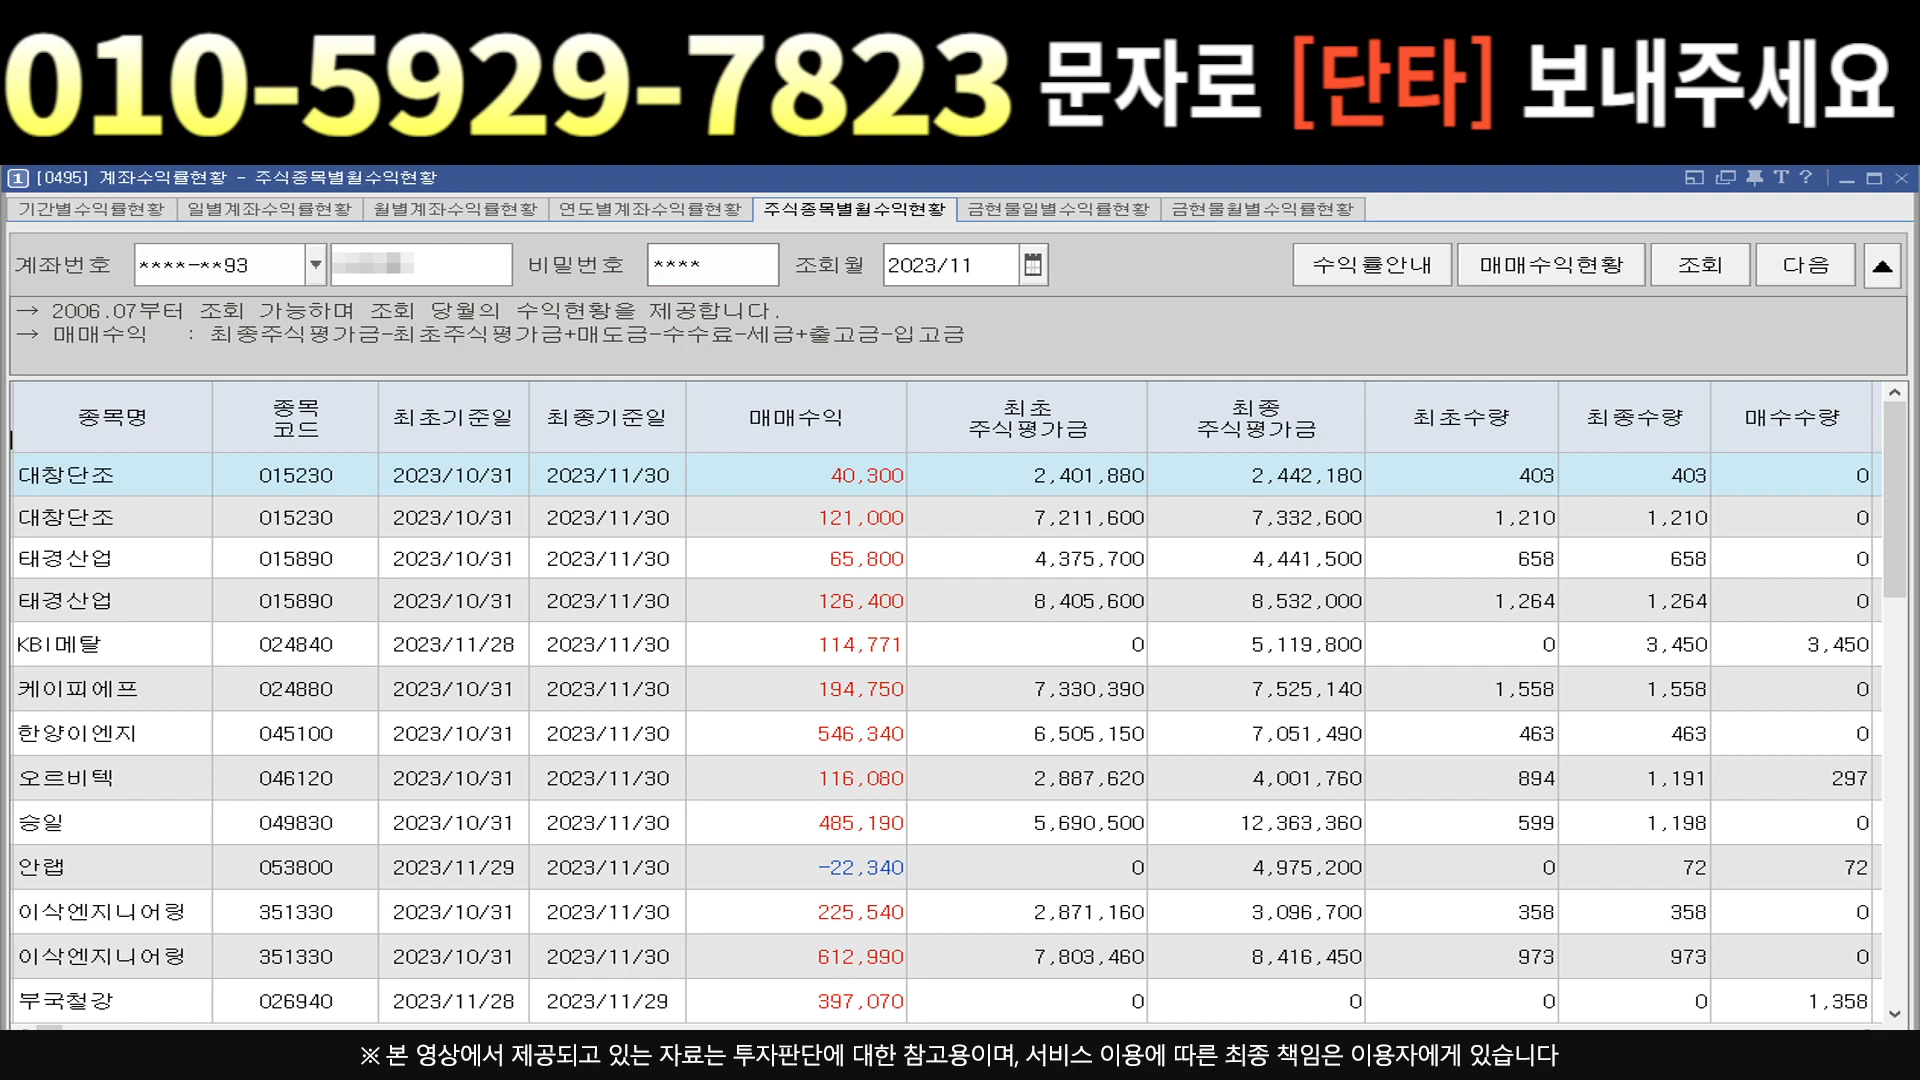 010-5929-7823 문자로 [단타] 보내주세요
1 [0495] 계좌수익률현황 - 주식종목별월수익현황
기간별수익률현황 일별계좌수익률현황 월별계좌수익률현황 연도별계좌수익률현황 주식종목별월수익현황 금현물일별수익률현황 금현물월별수익률현황
계좌번호 ****-**93 비밀번호 **** 조회월 2023/11 수익률안내 매매수익현황 조회 다음 ▲
→ 2006.07부터 조회 가능하며 조회 당월의 수익현황을 제공합니다.
→ 매매수익 : 최종주식평가금-최초주식평가금+매도금-수수료-세금+출고금-입고금
종목명 종목코드 최초기준일 최종기준일 매매수익 최초주식평가금 최종주식평가금 최초수량 최종수량 매수수량
대창단조 015230 2023/10/31 2023/11/30 40,300 2,401,880 2,442,180 403 403 0
대창단조 015230 2023/10/31 2023/11/30 121,000 7,211,600 7,332,600 1,210 1,210 0
태경산업 015890 2023/10/31 2023/11/30 65,800 4,375,700 4,441,500 658 658 0
태경산업 015890 2023/10/31 2023/11/30 126,400 8,405,600 8,532,000 1,264 1,264 0
KBI메탈 024840 2023/11/28 2023/11/30 114,771 0 5,119,800 0 3,450 3,450
케이피에프 024880 2023/10/31 2023/11/30 194,750 7,330,390 7,525,140 1,558 1,558 0
한양이엔지 045100 2023/10/31 2023/11/30 546,340 6,505,150 7,051,490 463 463 0
오르비텍 046120 2023/10/31 2023/11/30 116,080 2,887,620 4,001,760 894 1,191 297
승일 049830 2023/10/31 2023/11/30 485,190 5,690,500 12,363,360 599 1,198 0
안랩 053800 2023/11/29 2023/11/30 -22,340 0 4,975,200 0 72 72
이삭엔지니어링 351330 2023/10/31 2023/11/30 225,540 2,871,160 3,096,700 358 358 0
이삭엔지니어링 351330 2023/10/31 2023/11/30 612,990 7,803,460 8,416,450 973 973 0
부국철강 026940 2023/11/28 2023/11/29 397,070 0 0 0 0 1,358
※ 본 영상에서 제공되고 있는 자료는 투자판단에 대한 참고용이며, 서비스 이용에 따른 최종 책임은 이용자에게 있습니다